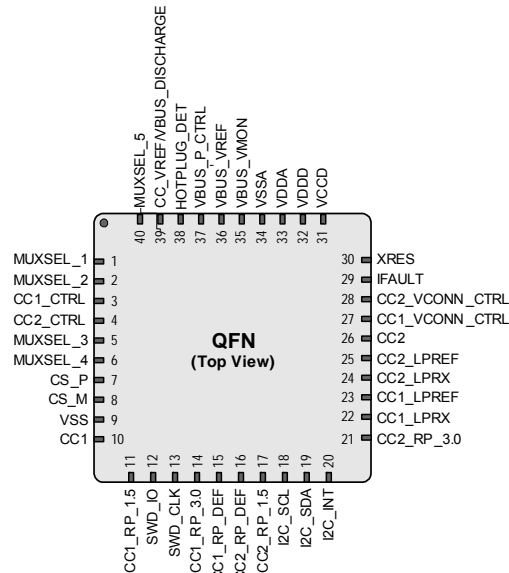 MUXSEL_5
CC_VREF/VBUS_DISCHARGE
HOTPLUG_DET
VBUS_P_CTRL
VBUS_VREF
VBUS_VMON
VSSA
VDDA
VDDD
VCCD
40
39
38
37
36
35
34
33
32
31
MUXSEL_1 1
MUXSEL_2 2
CC1_CTRL 3
CC2_CTRL 4
MUXSEL_3 5
MUXSEL_4 6
CS_P 7
CS_M 8
VSS 9
CC1 10
QFN
(Top View)
30 XRES
29 IFAULT
28 CC2_VCONN_CTRL
27 CC1_VCONN_CTRL
26 CC2
25 CC2_LPREF
24 CC2_LPRX
23 CC1_LPREF
22 CC1_LPRX
21 CC2_RP_3.0
11
12
13
14
15
16
17
18
19
20
CC1_RP_1.5
SWD_IO
SWD_CLK
CC1_RP_3.0
CC1_RP_DEF
CC2_RP_DEF
CC2_RP_1.5
I2C_SCL
I2C_SDA
I2C_INT